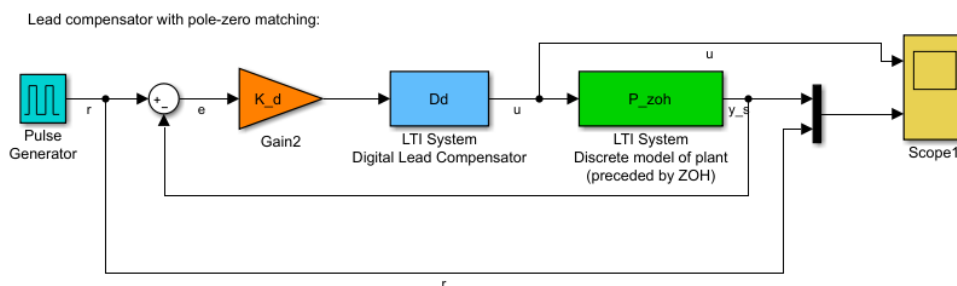 Lead compensator with pole-zero matching:
u
r
+
-
e
K_d
Dd
u
P_zoh
y_s
Pulse
Generator
Gain2
LTI System
Digital Lead Compensator
LTI System
Discrete model of plant
(preceded by ZOH)
Scope1
r